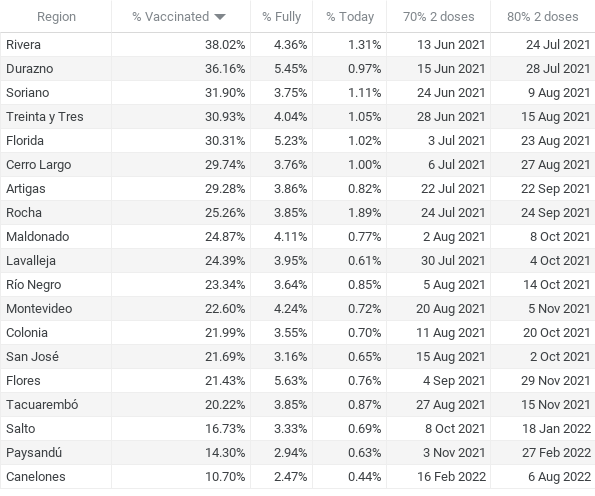 Region % Vaccinated % Fully % Today 70% 2 doses 80% 2 doses
Rivera 38.02% 4.36% 1.31% 13 Jun 2021 24 Jul 2021
Durazno 36.16% 5.45% 0.97% 15 Jun 2021 28 Jul 2021
Soriano 31.90% 3.75% 1.11% 24 Jun 2021 9 Aug 2021
Treinta y Tres 30.93% 4.04% 1.05% 28 Jun 2021 15 Aug 2021
Florida 30.31% 5.23% 1.02% 3 Jul 2021 23 Aug 2021
Cerro Largo 29.74% 3.76% 1.00% 6 Jul 2021 27 Aug 2021
Artigas 29.28% 3.86% 0.82% 22 Jul 2021 22 Sep 2021
Rocha 25.26% 3.85% 1.89% 24 Jul 2021 24 Sep 2021
Maldonado 24.87% 4.11% 0.77% 2 Aug 2021 8 Oct 2021
Lavalleja 24.39% 3.95% 0.61% 30 Jul 2021 4 Oct 2021
Río Negro 23.34% 3.64% 0.85% 5 Aug 2021 14 Oct 2021
Montevideo 22.60% 4.24% 0.72% 20 Aug 2021 5 Nov 2021
Colonia 21.99% 3.55% 0.70% 11 Aug 2021 20 Oct 2021
San José 21.69% 3.16% 0.65% 15 Aug 2021 2 Oct 2021
Flores 21.43% 5.63% 0.76% 4 Sep 2021 29 Nov 2021
Tacuarembó 20.22% 3.85% 0.87% 27 Aug 2021 15 Nov 2021
Salto 16.73% 3.33% 0.69% 8 Oct 2021 18 Jan 2022
Paysandú 14.30% 2.94% 0.63% 3 Nov 2021 27 Feb 2022
Canelones 10.70% 2.47% 0.44% 16 Feb 2022 6 Aug 2022